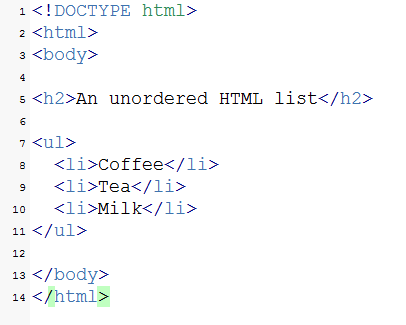 1 <!DOCTYPE html>
2 <html>
3 <body>
4
5 <h2>An unordered HTML list</h2>
6
7 <ul>
8   <li>Coffee</li>
9   <li>Tea</li>
10   <li>Milk</li>
11 </ul>
12
13 </body>
14 </html>